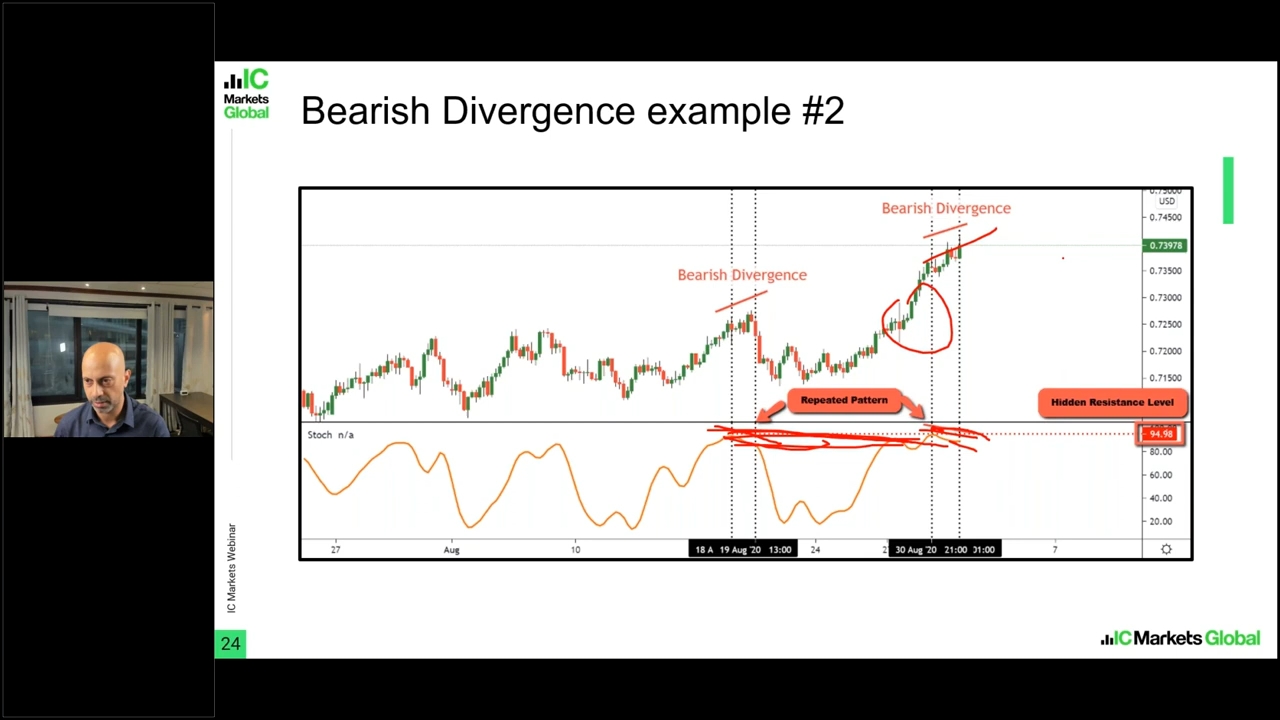 IC
Markets
Global
Bearish Divergence example #2
Bearish Divergence
Bearish Divergence
USD
0.74500
0.73978
0.73500
0.73000
0.72500
0.72000
0.71500
Repeated Pattern
Hidden Resistance Level
Stoch n/a
94.98
80.00
60.00
40.00
20.00
27
Aug
10
18 A
19 Aug '20
13:00
24
30 Aug '20
21:00
01:00
7
IC Markets Webinar
24
IC Markets Global